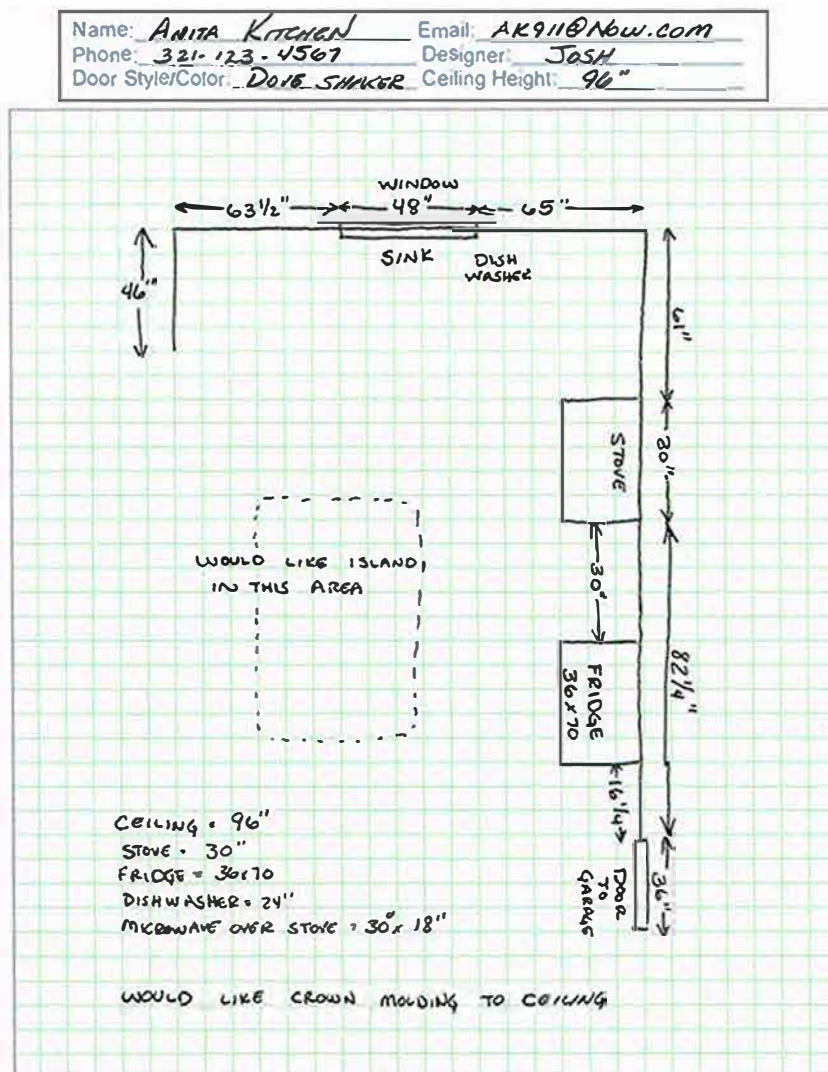 Name: ANITA KITCHEN Email: AK911@NOW.COM
Phone: 321-123-4567 Designer: JOSH
Door Style/Color: DOVE SHAKER Ceiling Height: 96"
WINDOW
63 1/2" 48" 65"
SINK
DISH
WASHER
46"
61"
STOVE
30"
WOULD LIKE ISLAND
IN THIS AREA
30"
FRIDGE
36x70
82 1/4"
16 1/4
DOOR
TO
GARAGE
36"
CEILING = 96"
STOVE = 30"
FRIDGE = 36x70
DISHWASHER = 24"
MICROWAVE OVER STOVE = 30" x 18"
WOULD LIKE CROWN MOLDING TO CEILING